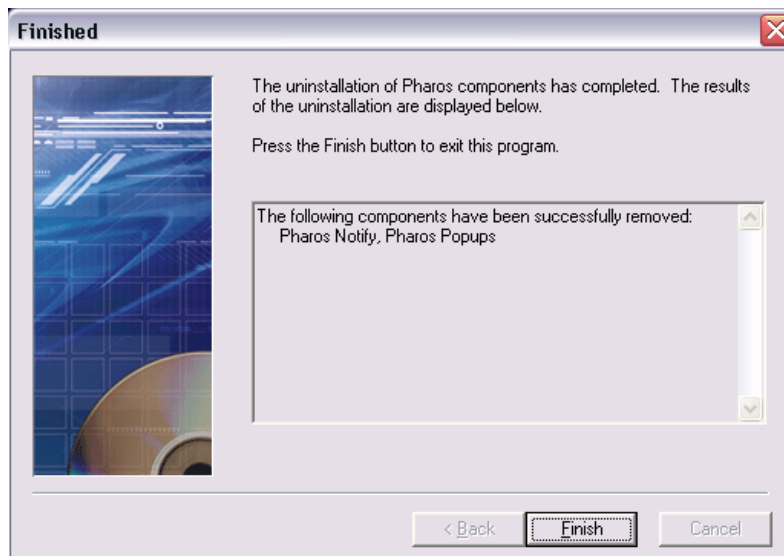 Finished
The uninstallation of Pharos components has completed. The results
of the uninstallation are displayed below.
Press the Finish button to exit this program.
The following components have been successfully removed:
Pharos Notify, Pharos Popups
< Back
Finish
Cancel